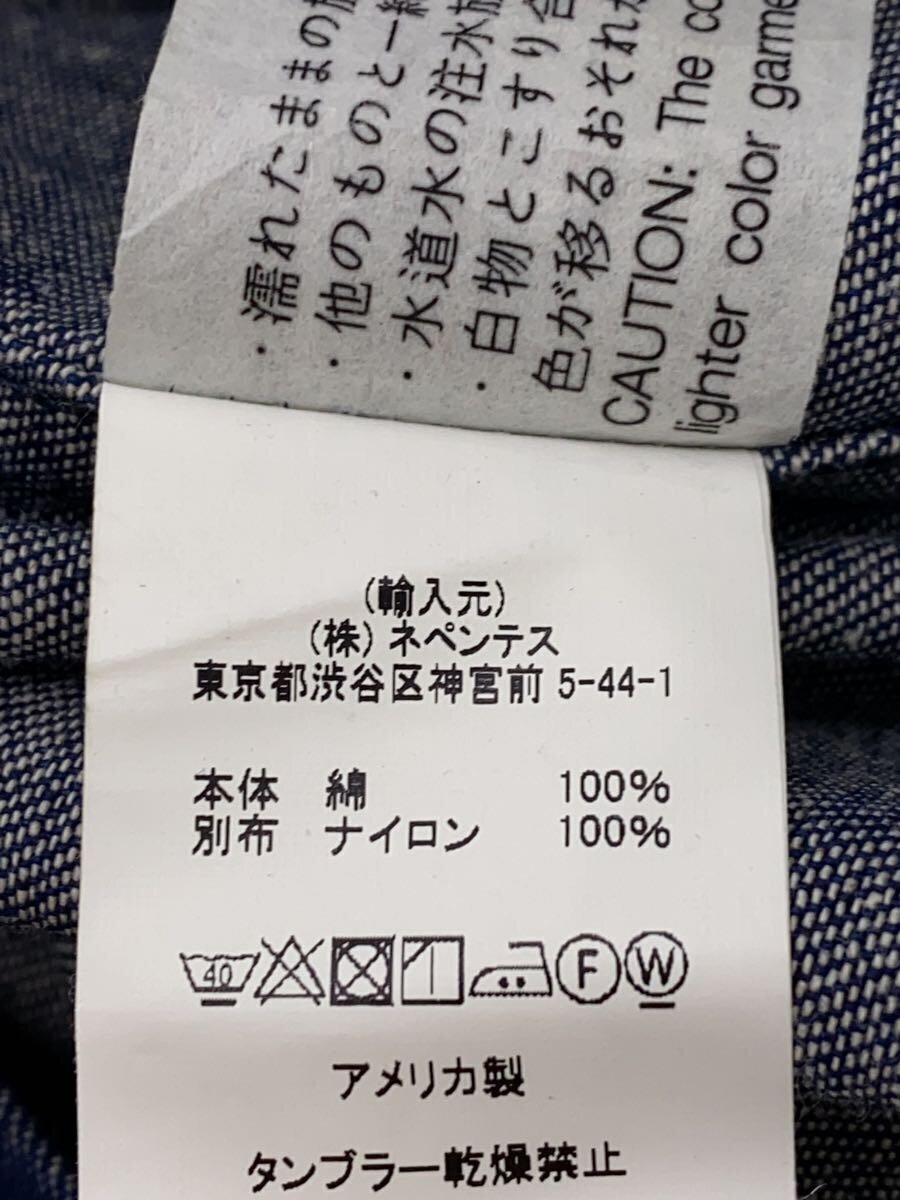 ・濡れたままの
・他のものと一緒
・水道水の注水
・白物とこすり合
色が移るおそれが
CAUTION: The co
lighter color game
(輸入元)
(株) ネペンテス
東京都渋谷区神宮前 5-44-1
本体 綿 100%
別布 ナイロン 100%
40 F W
アメリカ製
タンブラー乾燥禁止